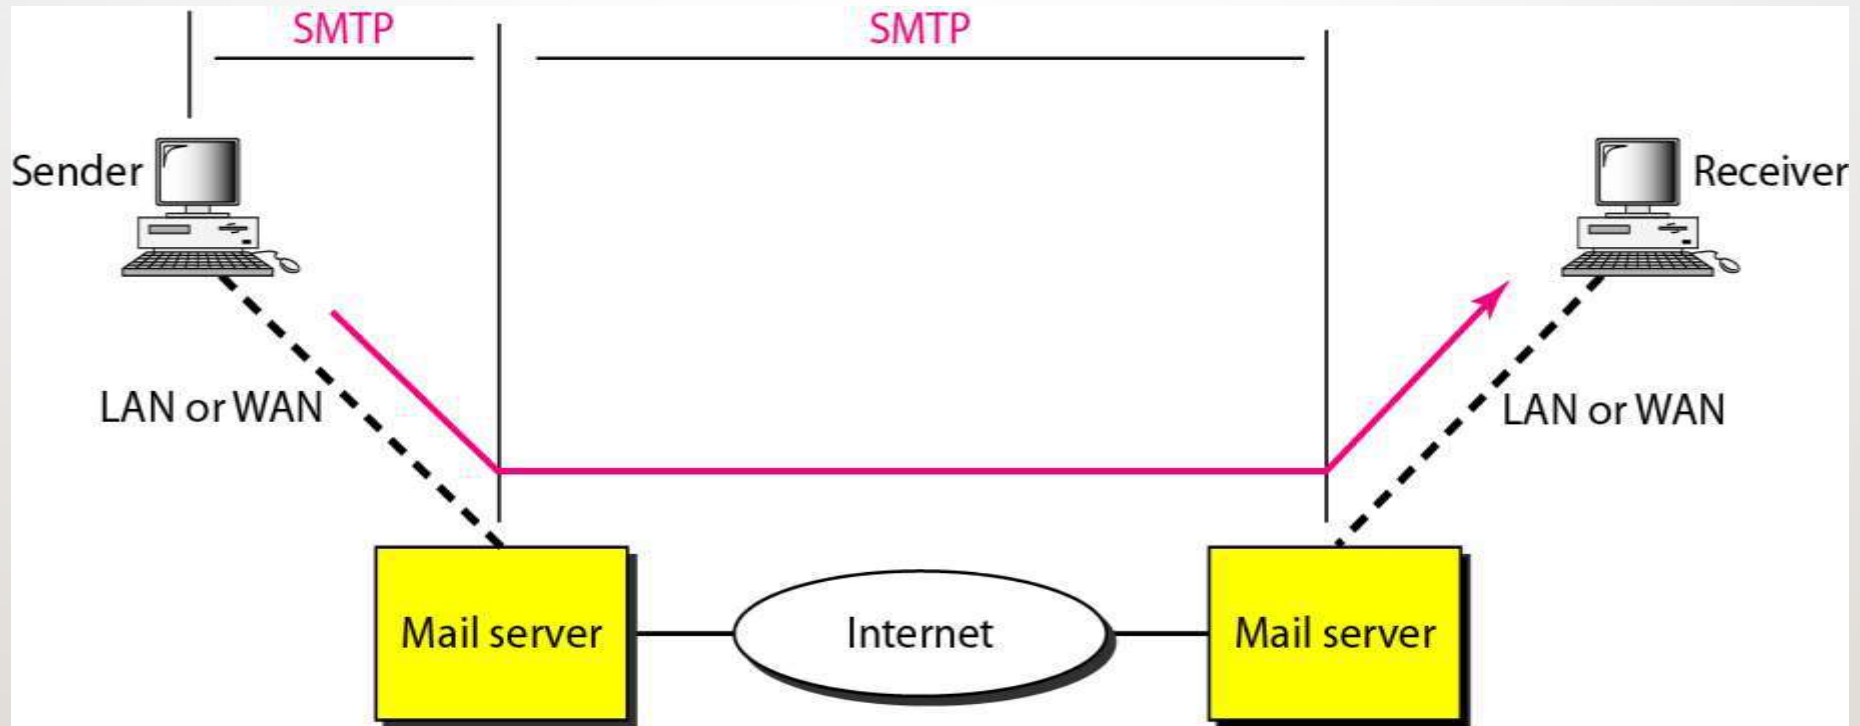 SMTP
SMTP
Sender
Receiver
LAN or WAN
LAN or WAN
Mail server
Internet
Mail server